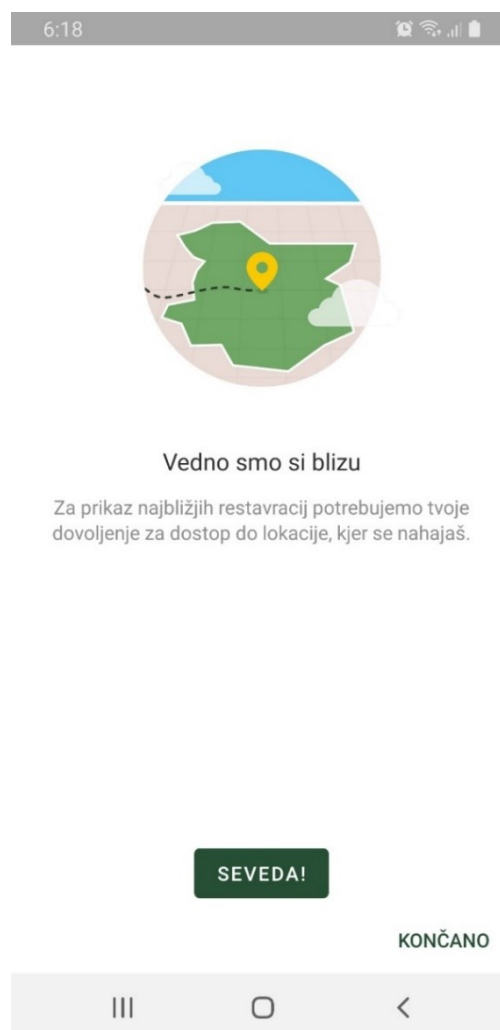 6:18
Vedno smo si blizu
Za prikaz najbližjih restavracij potrebujemo tvoje
dovoljenje za dostop do lokacije, kjer se nahajaš.
SEVEDA!
KONČANO